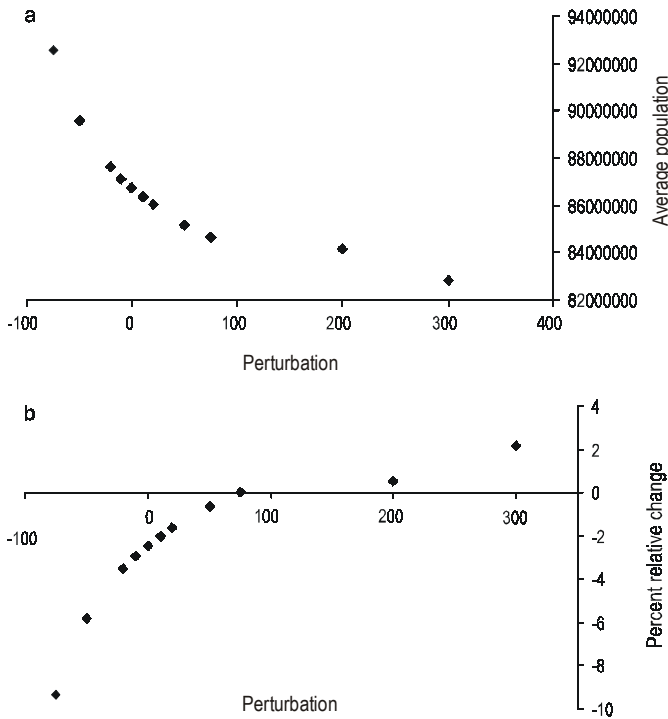 a
94000000
92000000
90000000
88000000
86000000
84000000
82000000
Average population
-100 0 100 200 300 400
Perturbation
b
4
2
0
-2
-4
-6
-8
-10
Percent relative change
-100 0 100 200 300
Perturbation